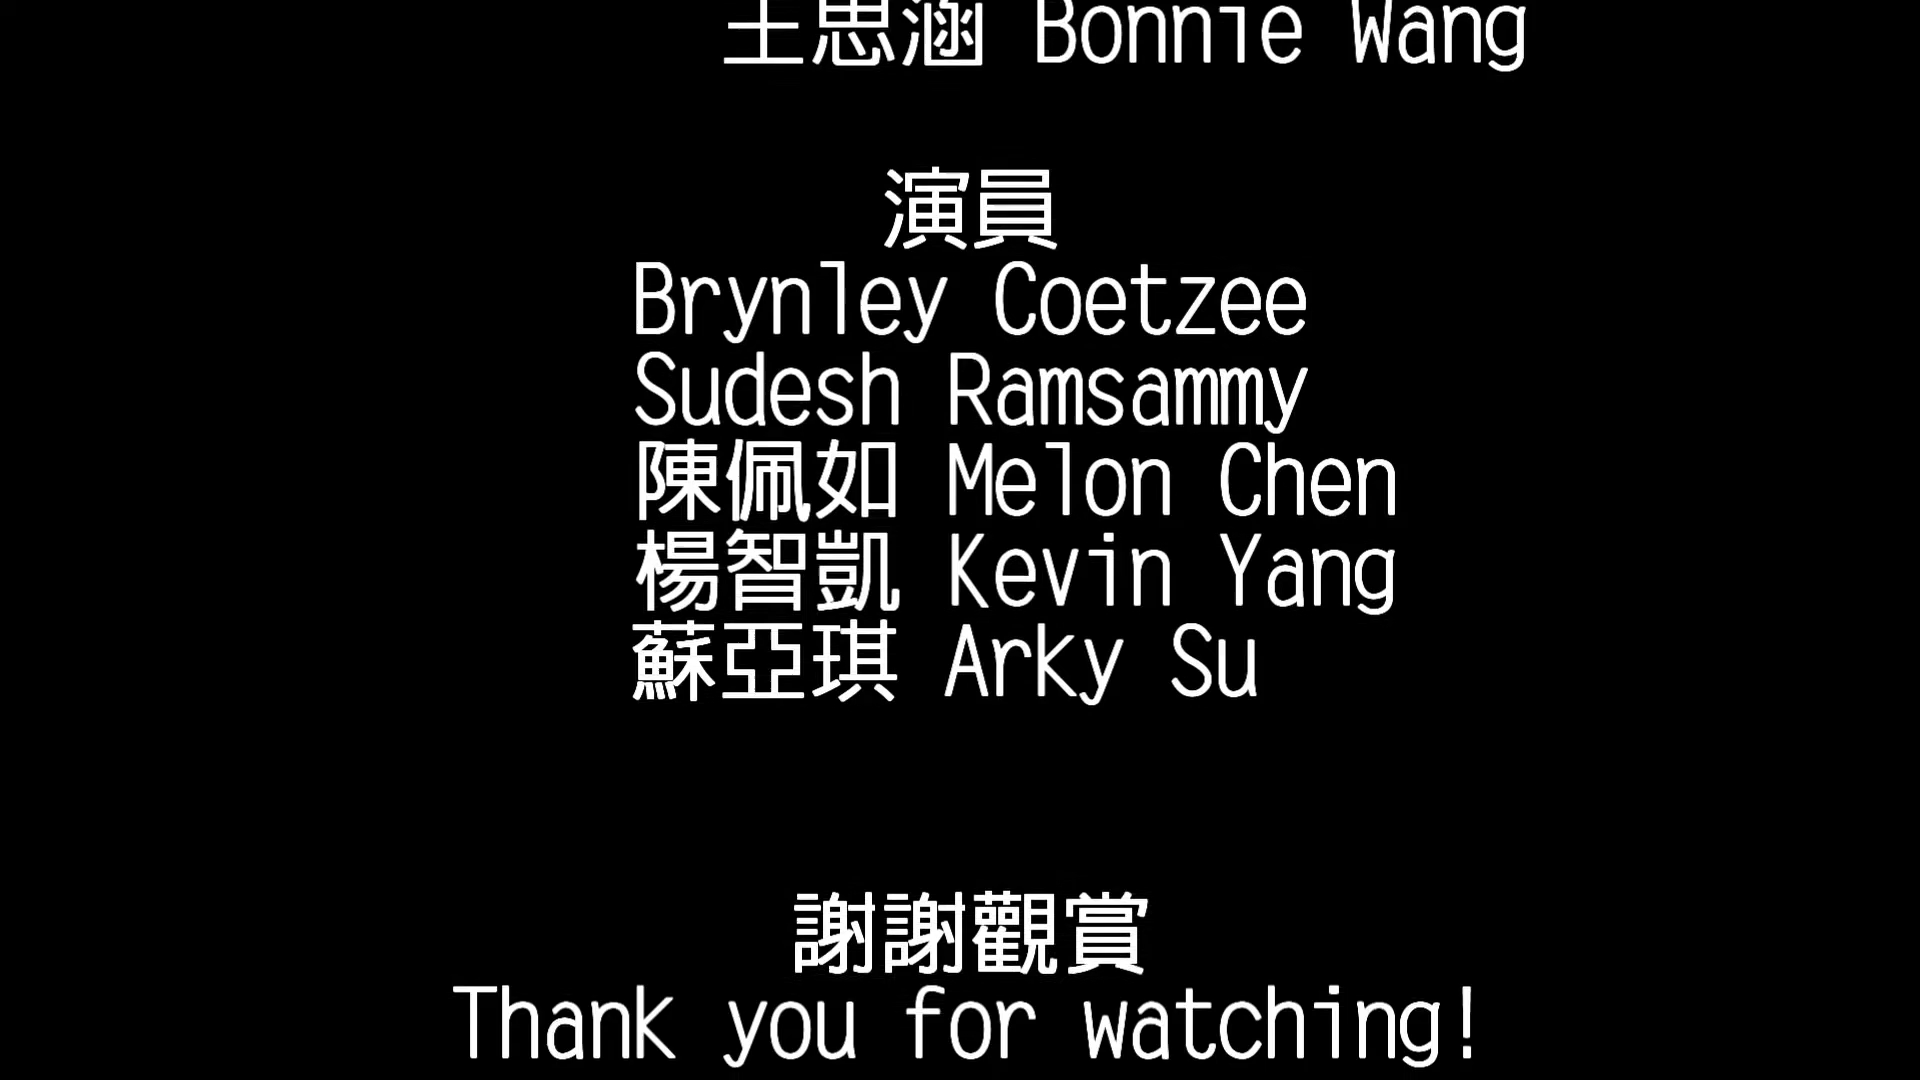 王思涵 Bonnie Wang
演員
Brynley Coetzee
Sudesh Ramsammy
陳佩如 Melon Chen
楊智凱 Kevin Yang
蘇亞琪 Arky Su
謝謝觀賞
Thank you for watching!